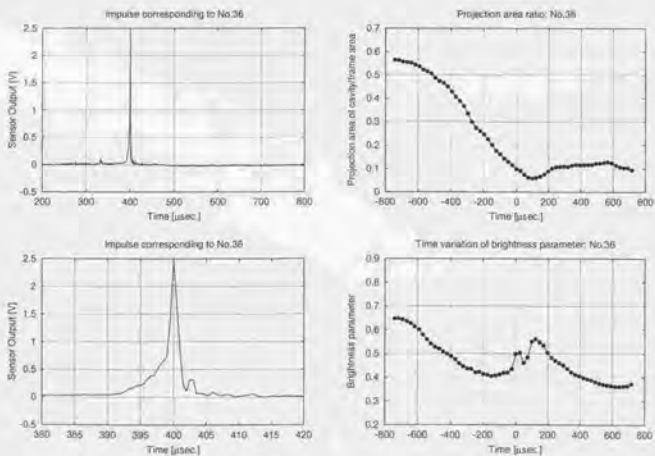 Impulse corresponding to No.36
Sensor Output [V]
2.5
2
1.5
1
0.5
0
-0.5
200 300 400 500 600 700 800
Time [µsec.]
Projection area ratio: No.36
Projection area of cavity/frame area
0.7
0.6
0.5
0.4
0.3
0.2
0.1
0
-800 -600 -400 -200 0 200 400 600 800
Time [µsec.]
Impulse corresponding to No.36
Sensor Output [V]
2.5
2
1.5
1
0.5
0
-0.5
380 385 390 395 400 405 410 415 420
Time [µsec.]
Time variation of brightness parameter: No.36
Brightness parameter
0.9
0.8
0.7
0.6
0.5
0.4
0.3
0.2
-800 -600 -400 -200 0 200 400 600 800
Time [µsec.]